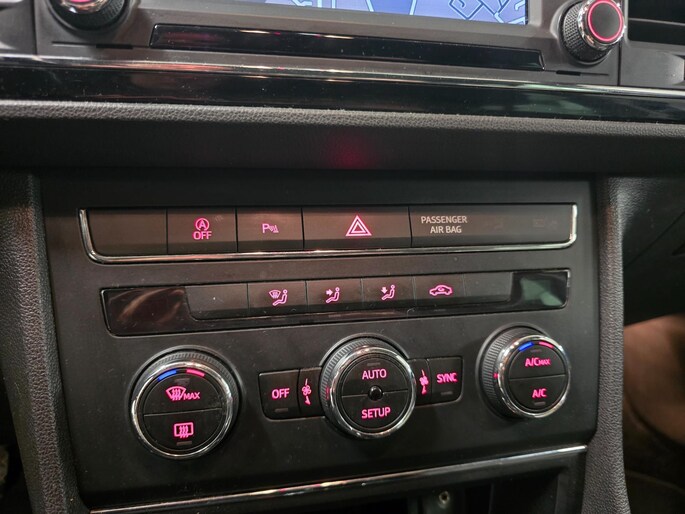 A
OFF
P
PASSENGER
AIR BAG
MAX
OFF
AUTO
SETUP
SYNC
A/C MAX
A/C